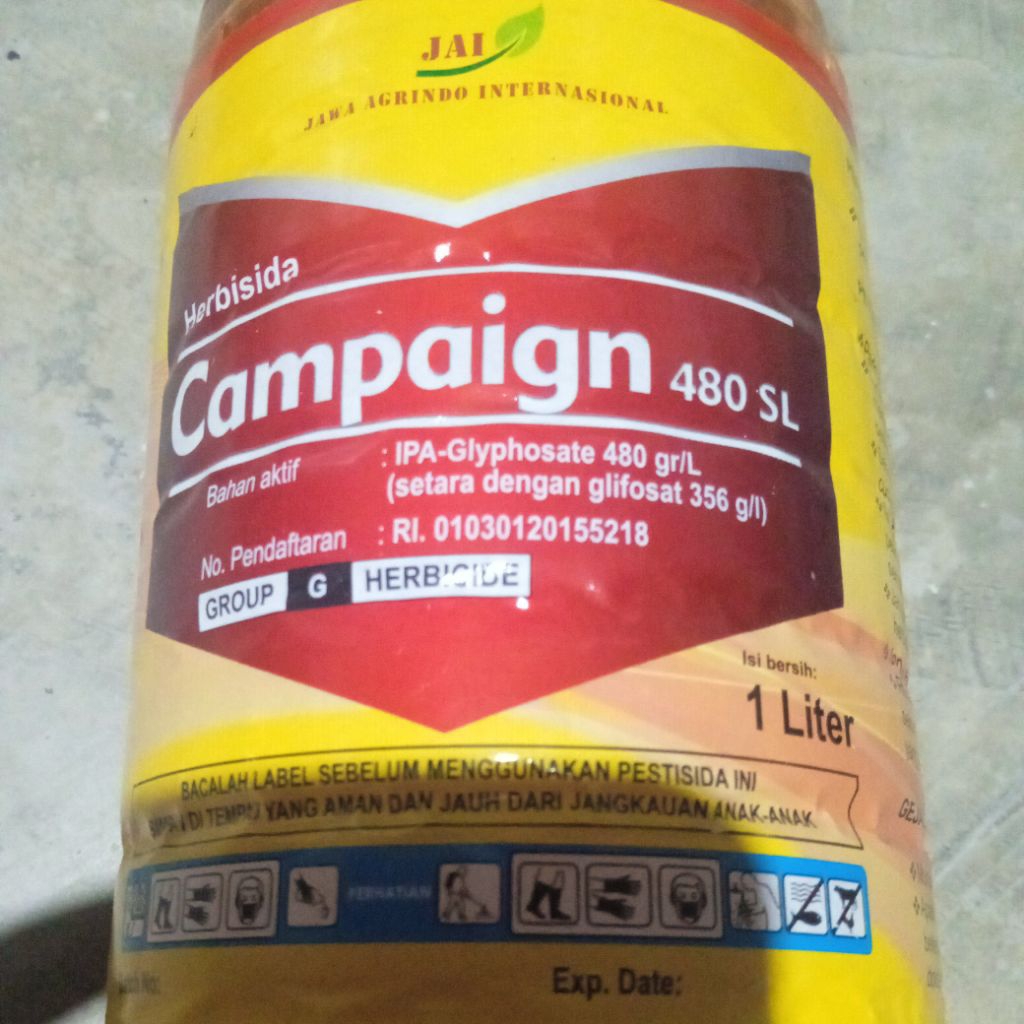 JAI
JAWA AGRINDO INTERNASIONAL
Herbisida
Campaign 480 SL
Bahan aktif : IPA-Glyphosate 480 gr/L
(setara dengan glifosat 356 g/l)
No. Pendaftaran : RI. 01030120155218
GROUP G HERBICIDE
Isi bersih:
1 Liter
BACALAH LABEL SEBELUM MENGGUNAKAN PESTISIDA INI
DI TEMPAT YANG AMAN DAN JAUH DARI JANGKAUAN ANAK-ANAK
PERHATIAN
Exp. Date: